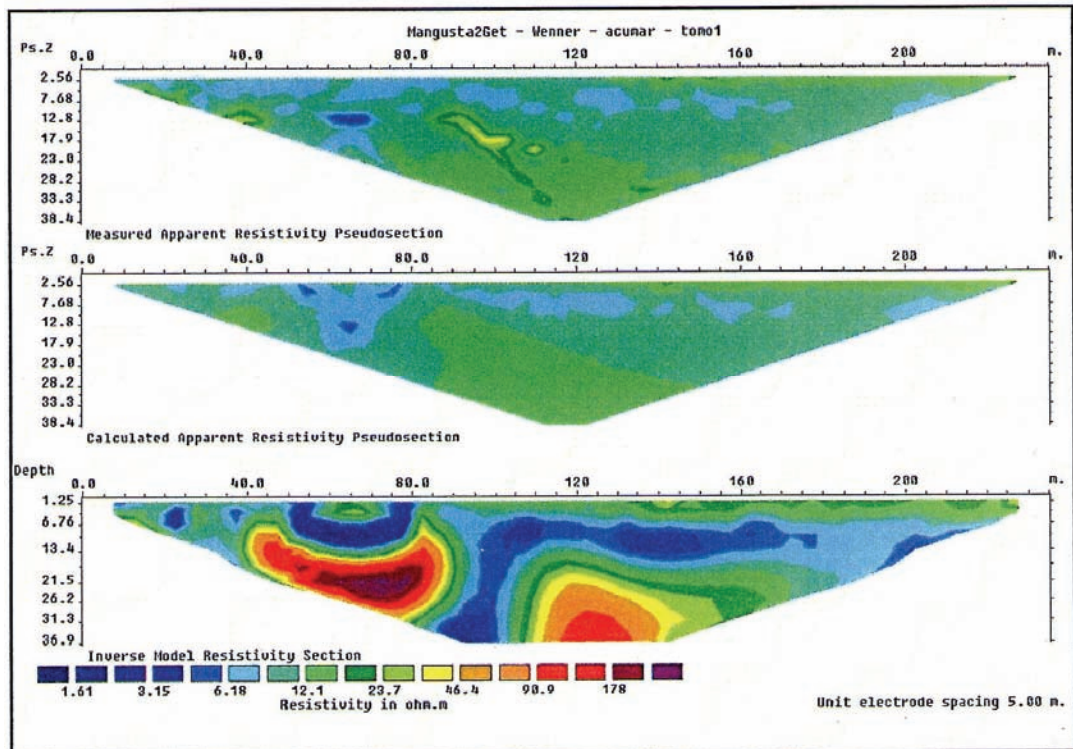 Mangusta2Get - Wenner - acumar - tomo1
Ps.Z 0.0 40.0 80.0 120 160 200 m.
2.56
7.68
12.8
17.9
23.0
28.2
33.3
38.4
Measured Apparent Resistivity Pseudosection
Ps.Z 0.0 40.0 80.0 120 160 200 m.
2.56
7.68
12.8
17.9
23.0
28.2
33.3
38.4
Calculated Apparent Resistivity Pseudosection
Depth 0.0 40.0 80.0 120 160 200 m.
1.25
6.76
13.4
21.5
26.2
31.3
36.9
Inverse Model Resistivity Section
1.61 3.15 6.18 12.1 23.7 46.4 90.9 178
Resistivity in ohm.m
Unit electrode spacing 5.00 m.